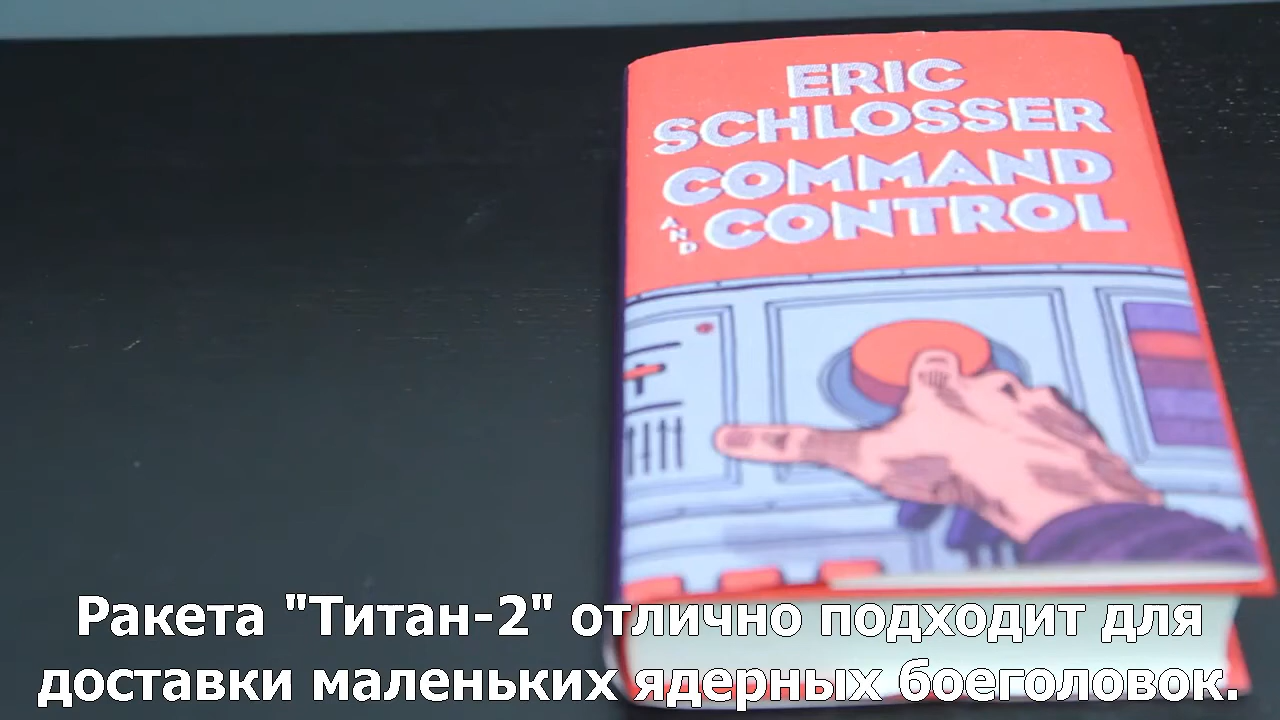 ERIC
SCHLOSSER
COMMAND
AND CONTROL
Ракета "Титан-2" отлично подходит для
доставки маленьких ядерных боеголовок.